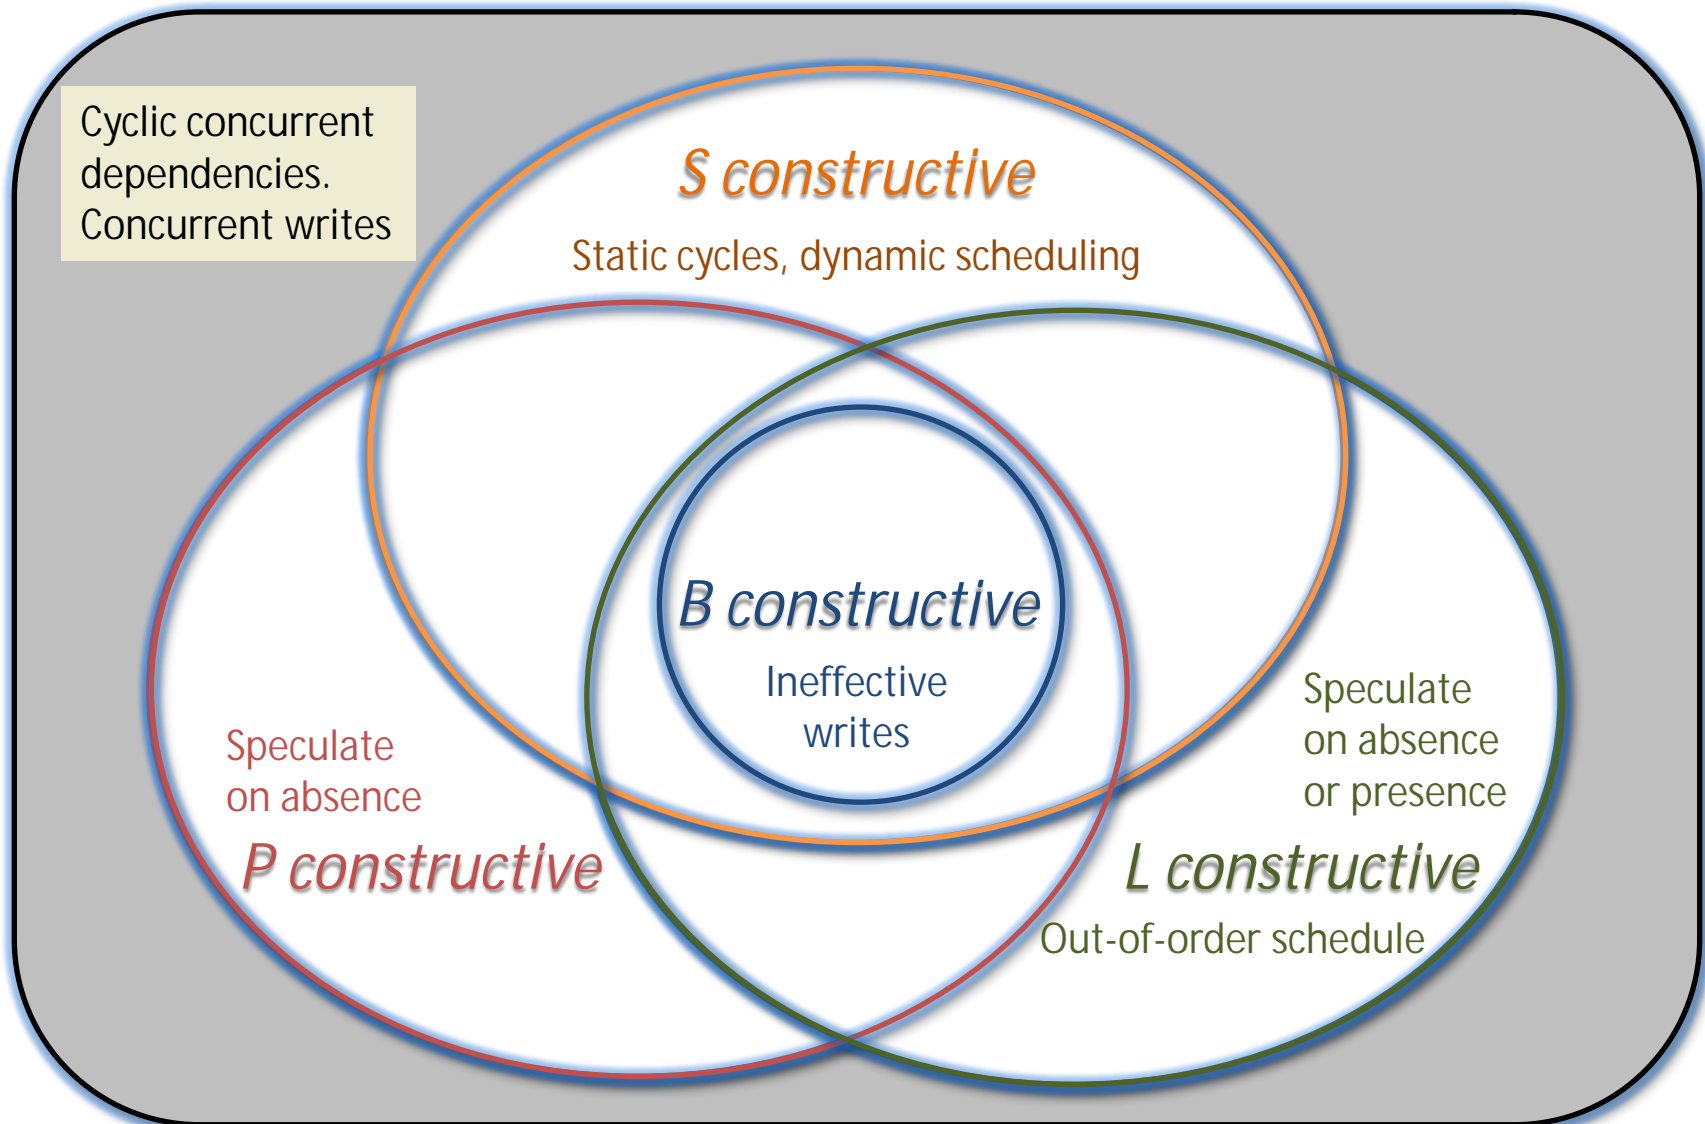 Cyclic concurrent
dependencies.
Concurrent writes
S constructive
Static cycles, dynamic scheduling
B constructive
Ineffective
writes
Speculate
on absence
P constructive
Speculate
on absence
or presence
L constructive
Out-of-order schedule